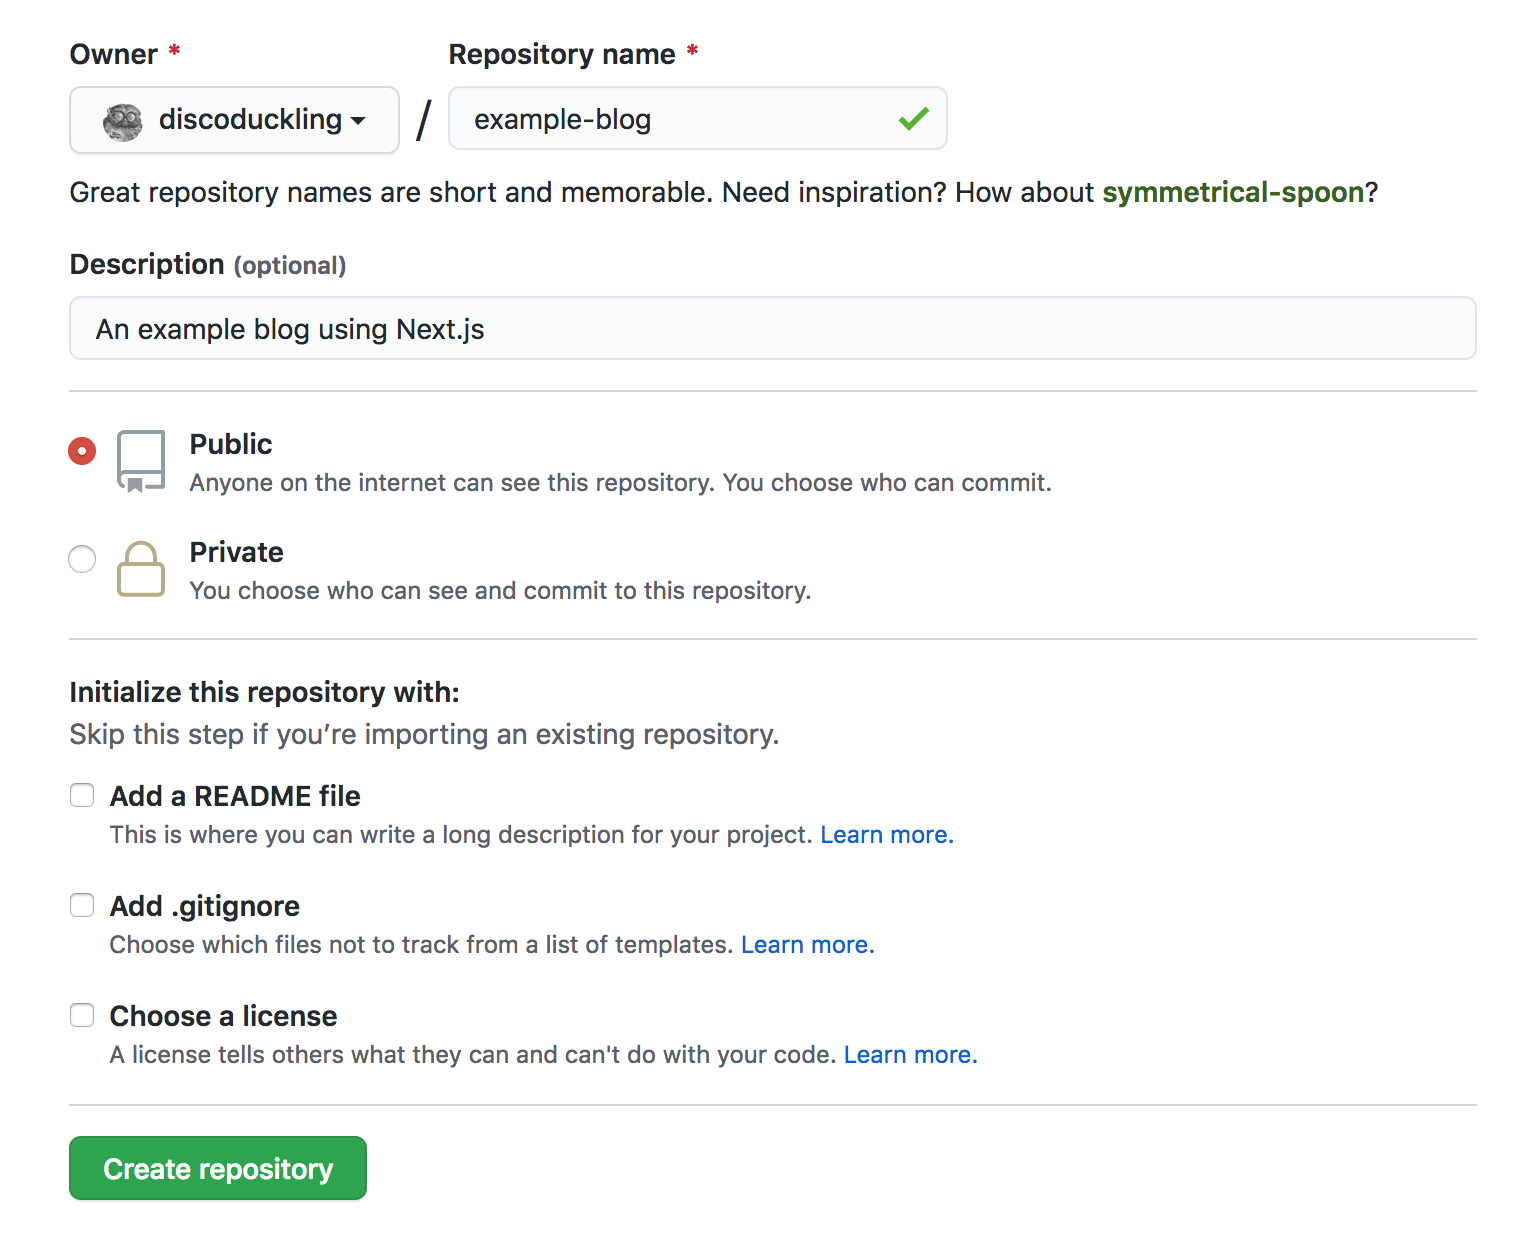 Owner * Repository name *
discoduckling / example-blog
Great repository names are short and memorable. Need inspiration? How about symmetrical-spoon?
Description (optional)
An example blog using Next.js
Public
Anyone on the internet can see this repository. You choose who can commit.
Private
You choose who can see and commit to this repository.
Initialize this repository with:
Skip this step if you’re importing an existing repository.
Add a README file
This is where you can write a long description for your project. Learn more.
Add .gitignore
Choose which files not to track from a list of templates. Learn more.
Choose a license
A license tells others what they can and can't do with your code. Learn more.
Create repository